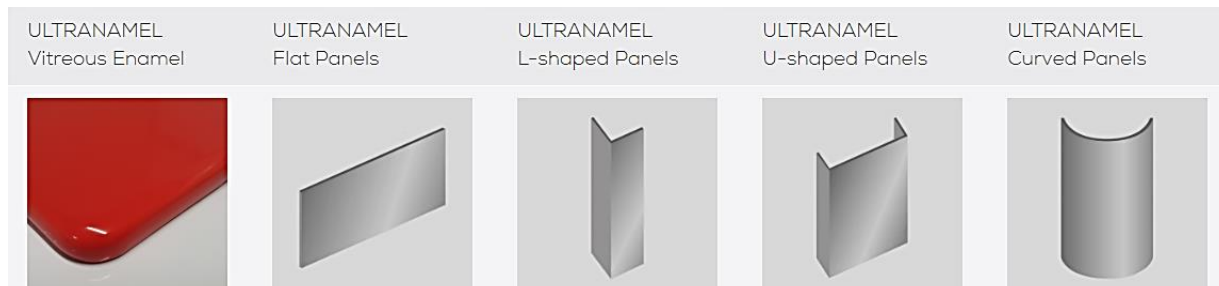 ULTRANAMEL
Vitreous Enamel
ULTRANAMEL
Flat Panels
ULTRANAMEL
L-shaped Panels
ULTRANAMEL
U-shaped Panels
ULTRANAMEL
Curved Panels